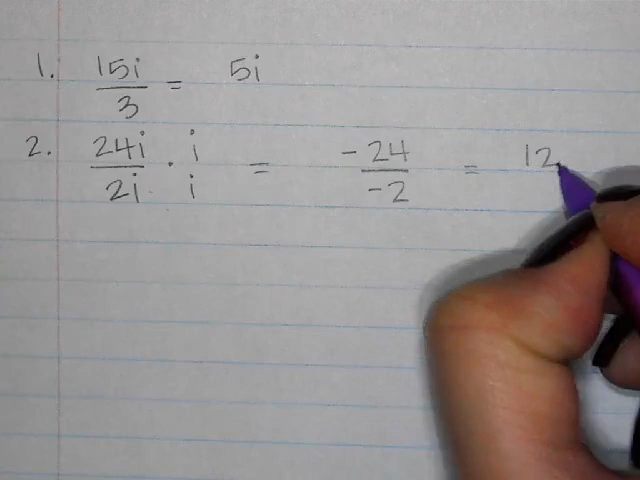 1. 15i/3 = 5i
2. 24i/2i · i/i = -24/-2 = 12